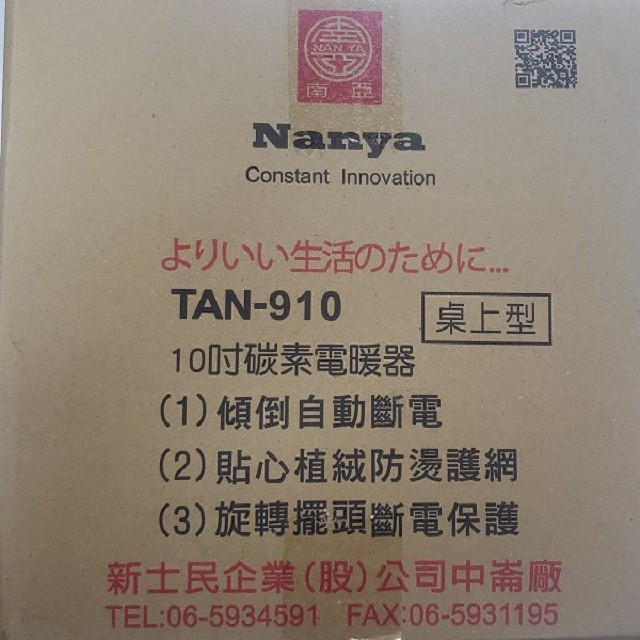 NAN YA
南亞
Nanya
Constant Innovation
よりいい生活のために...
TAN-910
桌上型
10吋碳素電暖器
(1)傾倒自動斷電
(2)貼心植絨防燙護網
(3)旋轉擺頭斷電保護
新士民企業(股)公司中崙廠
TEL:06-5934591 FAX:06-5931195